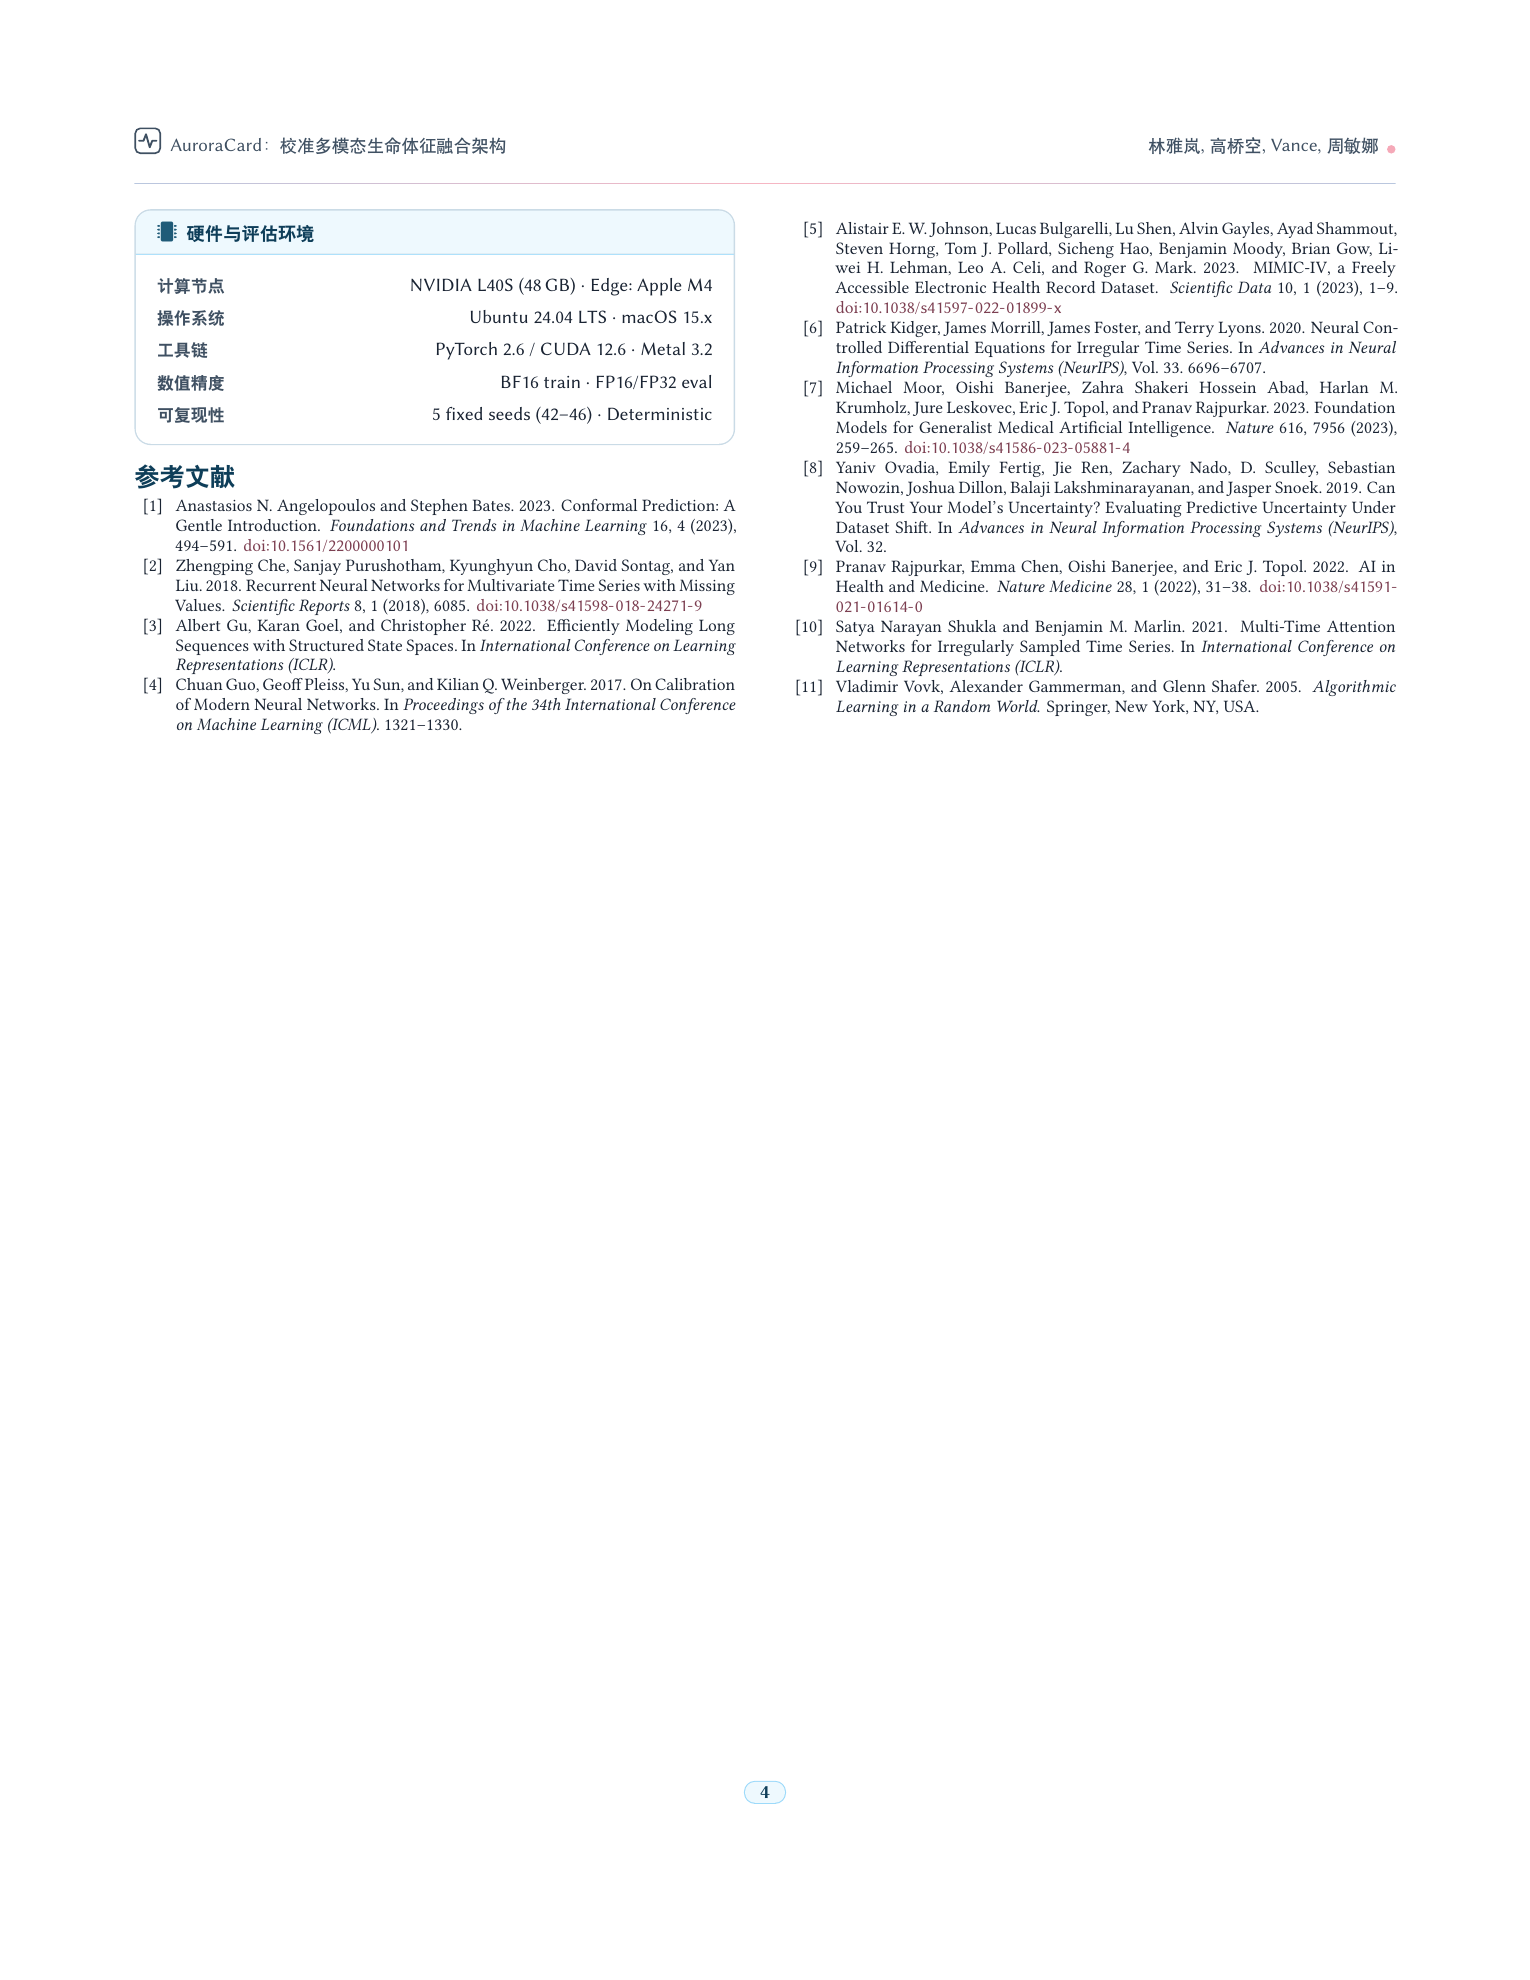 AuroraCard：校准多模态生命体征融合架构
林雅岚, 高桥空, Vance, 周敏娜
硬件与评估环境
计算节点 NVIDIA L40S (48 GB) · Edge: Apple M4
操作系统 Ubuntu 24.04 LTS · macOS 15.x
工具链 PyTorch 2.6 / CUDA 12.6 · Metal 3.2
数值精度 BF16 train · FP16/FP32 eval
可复现性 5 fixed seeds (42–46) · Deterministic
参考文献
[1] Anastasios N. Angelopoulos and Stephen Bates. 2023. Conformal Prediction: A
Gentle Introduction. Foundations and Trends in Machine Learning 16, 4 (2023),
494–591. doi:10.1561/2200000101
[2] Zhengping Che, Sanjay Purushotham, Kyunghyun Cho, David Sontag, and Yan
Liu. 2018. Recurrent Neural Networks for Multivariate Time Series with Missing
Values. Scientific Reports 8, 1 (2018), 6085. doi:10.1038/s41598-018-24271-9
[3] Albert Gu, Karan Goel, and Christopher Ré. 2022. Efficiently Modeling Long
Sequences with Structured State Spaces. In International Conference on Learning
Representations (ICLR).
[4] Chuan Guo, Geoff Pleiss, Yu Sun, and Kilian Q. Weinberger. 2017. On Calibration
of Modern Neural Networks. In Proceedings of the 34th International Conference
on Machine Learning (ICML). 1321–1330.
[5] Alistair E. W. Johnson, Lucas Bulgarelli, Lu Shen, Alvin Gayles, Ayad Shammout,
Steven Horng, Tom J. Pollard, Sicheng Hao, Benjamin Moody, Brian Gow, Li-
wei H. Lehman, Leo A. Celi, and Roger G. Mark. 2023. MIMIC-IV, a Freely
Accessible Electronic Health Record Dataset. Scientific Data 10, 1 (2023), 1–9.
doi:10.1038/s41597-022-01899-x
[6] Patrick Kidger, James Morrill, James Foster, and Terry Lyons. 2020. Neural Con-
trolled Differential Equations for Irregular Time Series. In Advances in Neural
Information Processing Systems (NeurIPS), Vol. 33. 6696–6707.
[7] Michael Moor, Oishi Banerjee, Zahra Shakeri Hossein Abad, Harlan M.
Krumholz, Jure Leskovec, Eric J. Topol, and Pranav Rajpurkar. 2023. Foundation
Models for Generalist Medical Artificial Intelligence. Nature 616, 7956 (2023),
259–265. doi:10.1038/s41586-023-05881-4
[8] Yaniv Ovadia, Emily Fertig, Jie Ren, Zachary Nado, D. Sculley, Sebastian
Nowozin, Joshua Dillon, Balaji Lakshminarayanan, and Jasper Snoek. 2019. Can
You Trust Your Model's Uncertainty? Evaluating Predictive Uncertainty Under
Dataset Shift. In Advances in Neural Information Processing Systems (NeurIPS),
Vol. 32.
[9] Pranav Rajpurkar, Emma Chen, Oishi Banerjee, and Eric J. Topol. 2022. AI in
Health and Medicine. Nature Medicine 28, 1 (2022), 31–38. doi:10.1038/s41591-
021-01614-0
[10] Satya Narayan Shukla and Benjamin M. Marlin. 2021. Multi-Time Attention
Networks for Irregularly Sampled Time Series. In International Conference on
Learning Representations (ICLR).
[11] Vladimir Vovk, Alexander Gammerman, and Glenn Shafer. 2005. Algorithmic
Learning in a Random World. Springer, New York, NY, USA.
4